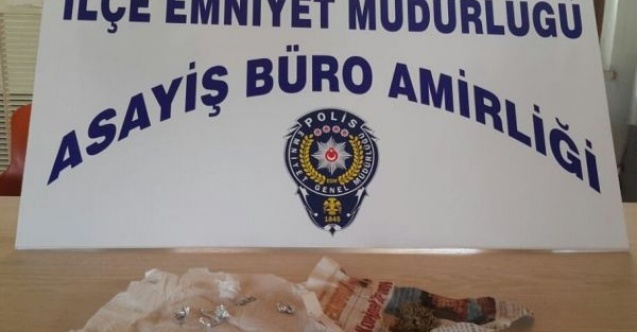 İLÇE EMNİYET MÜDÜRLÜĞÜ
ASAYİŞ BÜRO AMİRLİĞİ
POLİS
EMNİYET GENEL MÜDÜRLÜĞÜ
1845